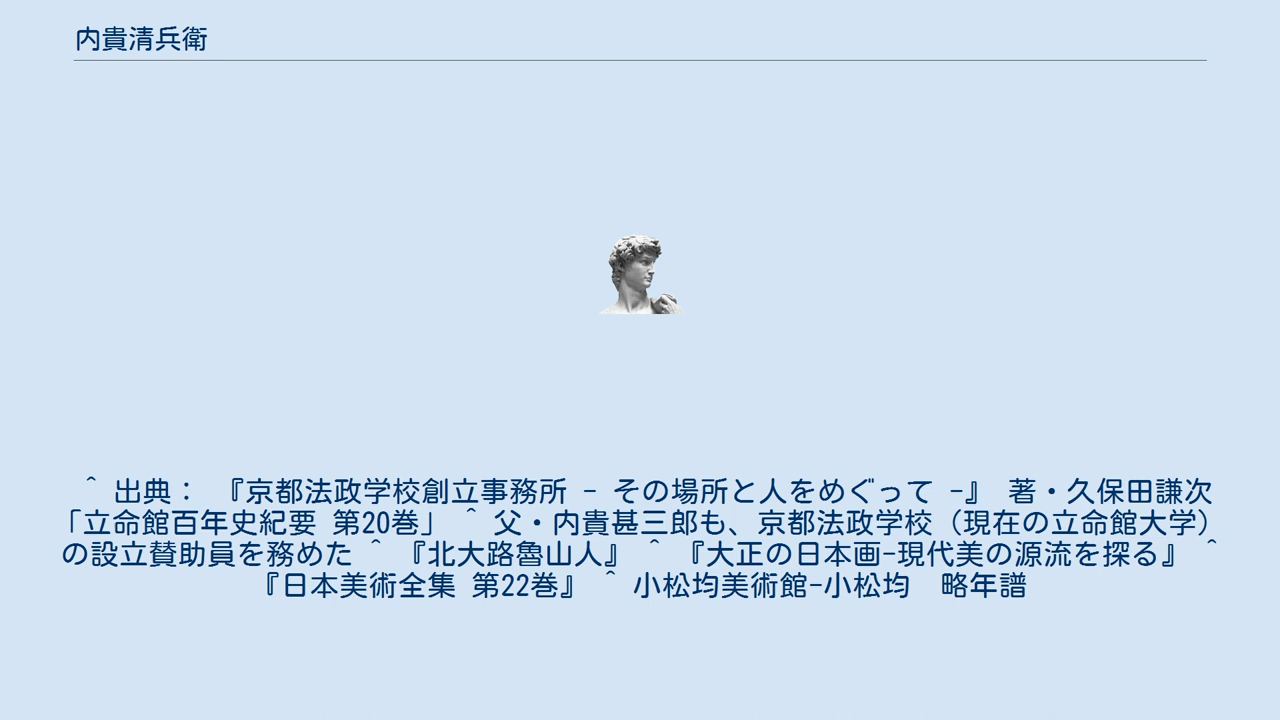 内貴清兵衛
^ 出典： 『京都法政学校創立事務所 - その場所と人をめぐって -』 著・久保田謙次
「立命館百年史紀要 第20巻」 ^ 父・内貴甚三郎も、京都法政学校（現在の立命館大学）
の設立賛助員を務めた ^ 『北大路魯山人』 ^ 『大正の日本画-現代美の源流を探る』 ^
『日本美術全集 第22巻』 ^ 小松均美術館-小松均　略年譜